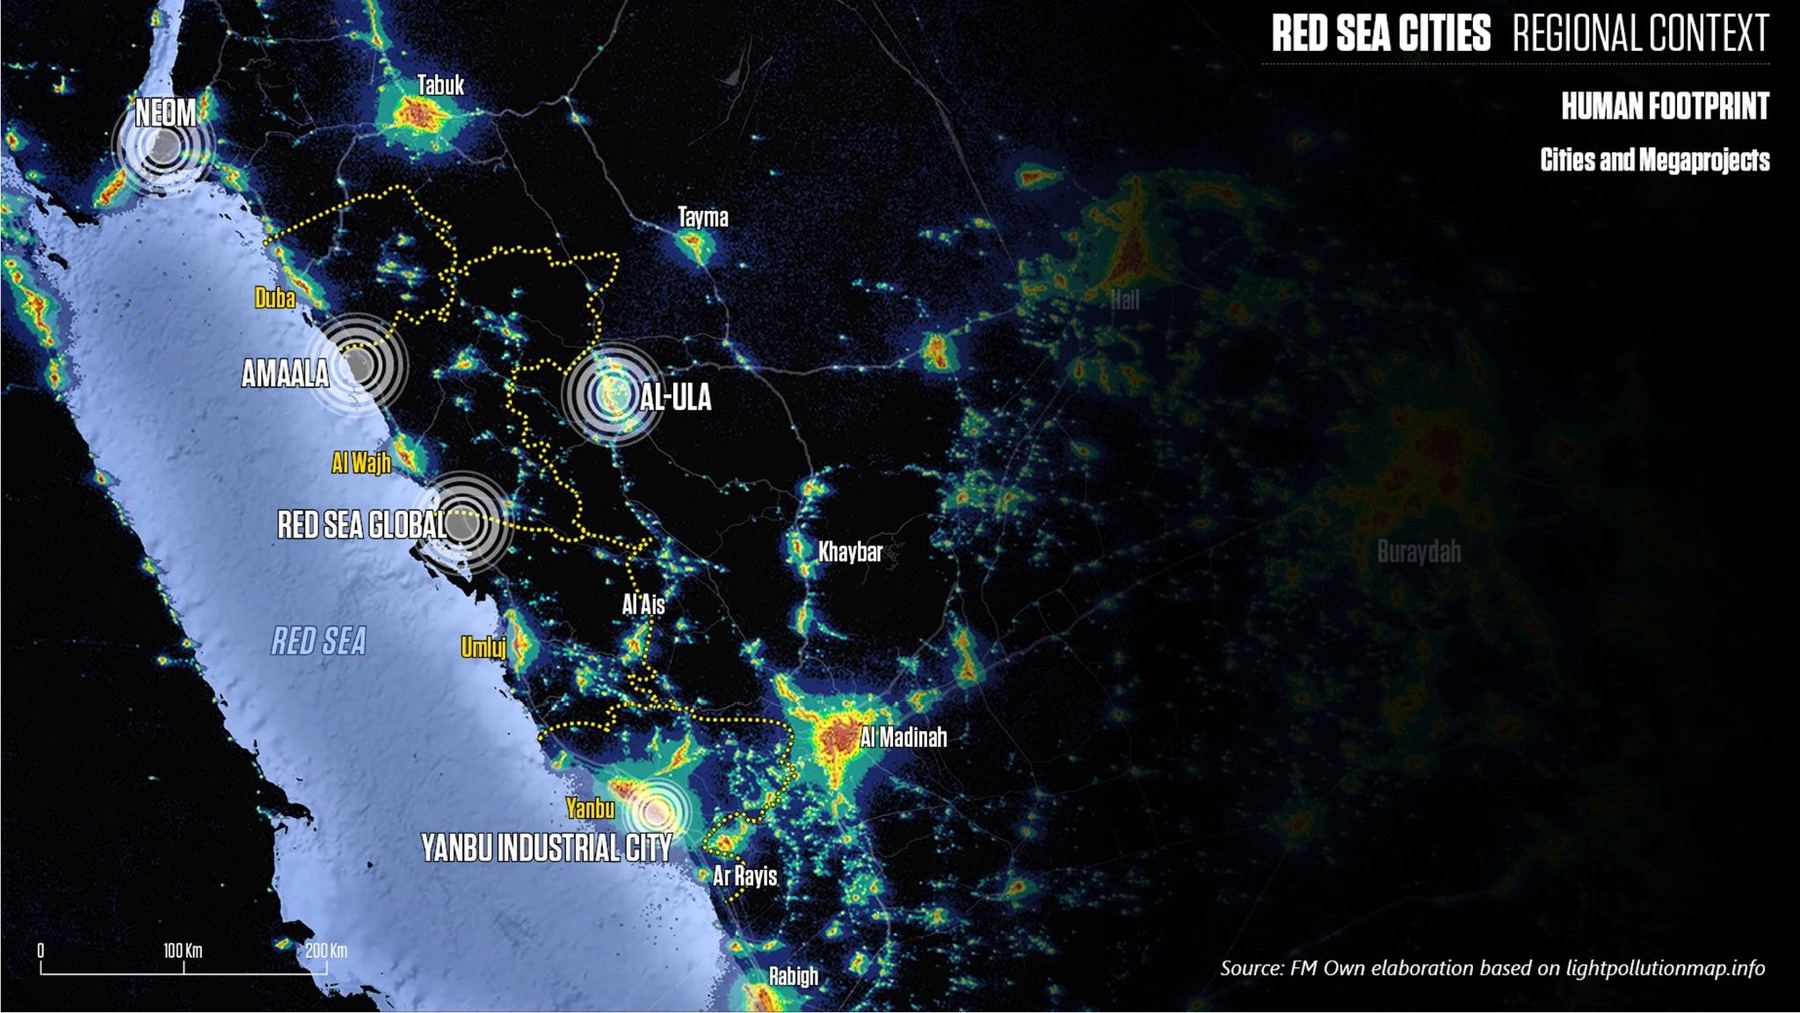 RED SEA CITIES REGIONAL CONTEXT
HUMAN FOOTPRINT
Cities and Megaprojects
Tabuk
NEOM
Tayma
Duba
Hail
AMAALA
AL-ULA
Al Wajh
RED SEA GLOBAL
Khaybar
Buraydah
Al Ais
RED SEA
Umluj
Al Madinah
Yanbu
YANBU INDUSTRIAL CITY
Ar Rayis
0 100 Km 200 Km
Rabigh
Source: FM Own elaboration based on lightpollutionmap.info